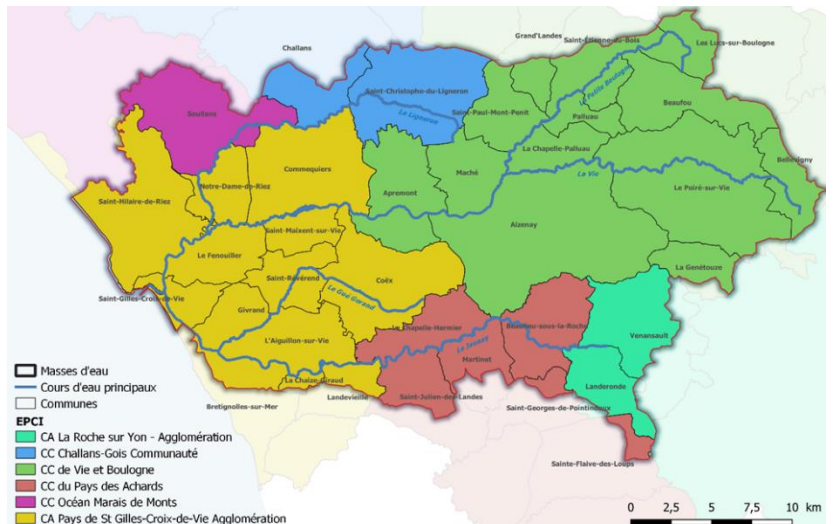 Grand'Landes
Saint-Étienne-du-Bois
Challans
Les Lucs-sur-Boulogne
Saint-Christophe-du-Ligneron
La Petite Boulogne
Soullans
Le Ligneron
Saint-Paul-Mont-Penit
Beaufou
Palluau
La Chapelle-Palluau
Bellevigny
Commequiers
Maché
La Vie
Notre-Dame-de-Riez
Apremont
Le Poiré-sur-Vie
Saint-Hilaire-de-Riez
Aizenay
Saint-Maixent-sur-Vie
Le Fenouiller
La Genétouze
Saint-Révérend
Coëx
Saint-Gilles-Croix-de-Vie
Le Gué Gorand
Givrand
La Chapelle-Hermier
Beaulieu-sous-la-Roche
Venansault
L'Aiguillon-sur-Vie
Le Jaunay
Martinet
La Chaize-Giraud
Landeronde
Landevieille
Saint-Julien-des-Landes
Bretignolles-sur-Mer
Saint-Georges-de-Pointindoux
Sainte-Flaive-des-Loups
Masses d'eau
Cours d'eau principaux
Communes
EPCI
CA La Roche sur Yon - Agglomération
CC Challans-Gois Communauté
CC de Vie et Boulogne
CC du Pays des Achards
CC Océan Marais de Monts
CA Pays de St Gilles-Croix-de-Vie Agglomération
0 2,5 5 7,5 10 km